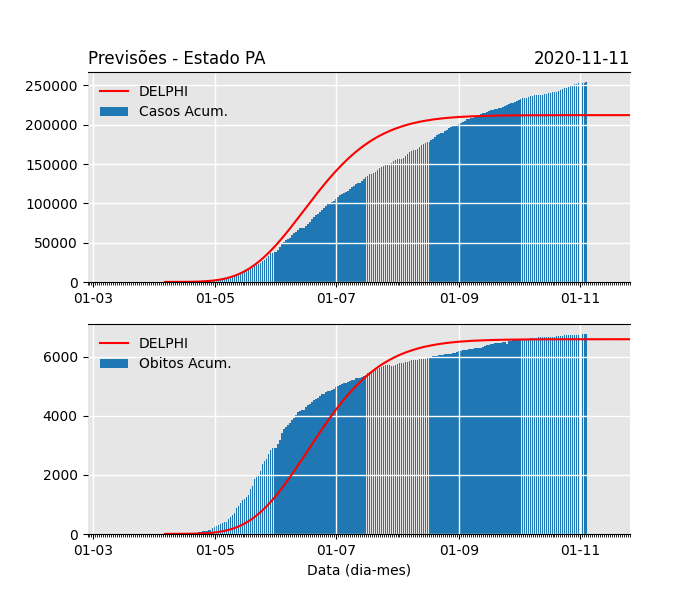 Previsões - Estado PA 2020-11-11
DELPHI
Casos Acum.
250000
200000
150000
100000
50000
0
01-03 01-05 01-07 01-09 01-11
DELPHI
Obitos Acum.
6000
4000
2000
0
01-03 01-05 01-07 01-09 01-11
Data (dia-mes)